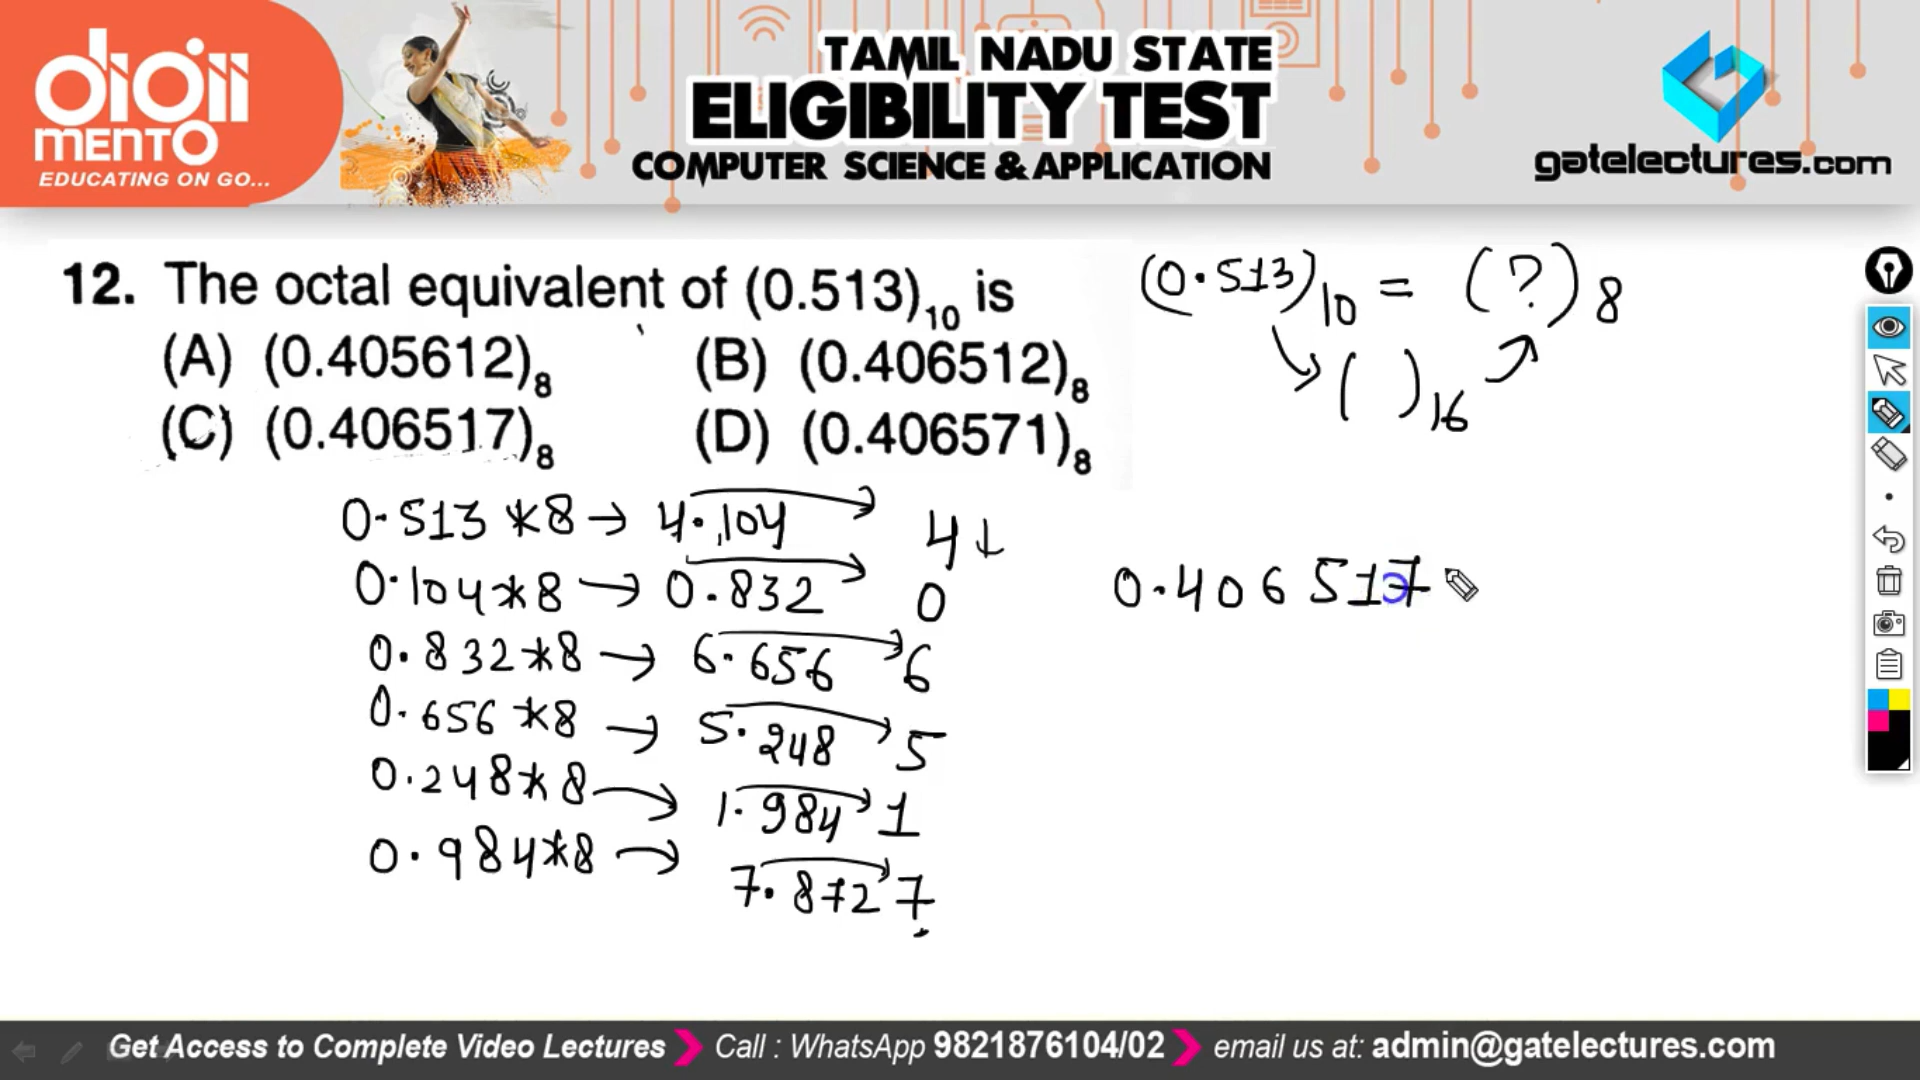 DIGII
MENTO
EDUCATING ON GO...
TAMIL NADU STATE
ELIGIBILITY TEST
COMPUTER SCIENCE & APPLICATION
gatelectures.com
12. The octal equivalent of (0.513)10 is
(A) (0.405612)8 (B) (0.406512)8
(C) (0.406517)8 (D) (0.406571)8
(0.513)10 = (?)8
( )16
0.513*8 → 4.104 4↓
0.104*8 → 0.832 0
0.832*8 → 6.656 6
0.656*8 → 5.248 5
0.248*8 → 1.984 1
0.984*8 → 7.872 7
0.406517
Get Access to Complete Video Lectures Call : WhatsApp 9821876104/02 email us at: admin@gatelectures.com